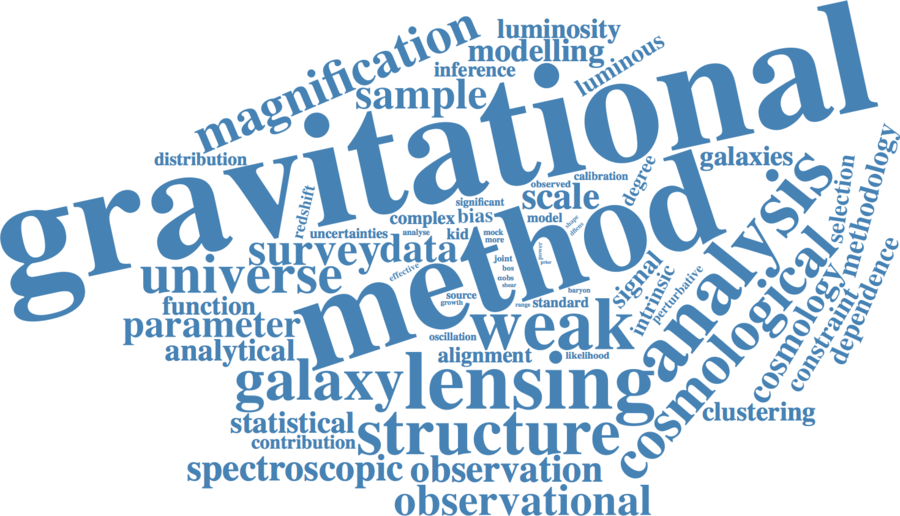 luminosity
magnification
modelling
inference
luminous
sample
gravitational
distribution
galaxies
calibration
observed
degree
scale
redshift
significant
complex
bias
model
method
methodology
selection
analysis
uncertainties
analyse
kid
mock
more
shape
survey
data
universe
effective
joint
power
prior
bos
signal
intrinsic
perturbative
cosmological
cosmology
constraint
dependence
function
source
growth
range
standard
baryon
shear
parameter
weak
analytical
oscillation
alignment
likelihood
galaxy
lensing
clustering
statistical
contribution
structure
spectroscopic
observation
observational